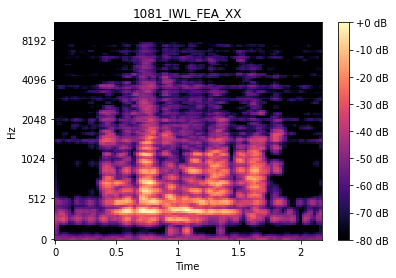 1081_IWL_FEA_XX
8192
4096
2048
1024
512
0
Hz
0
0.5
1
1.5
2
Time
+0 dB
-10 dB
-20 dB
-30 dB
-40 dB
-50 dB
-60 dB
-70 dB
-80 dB